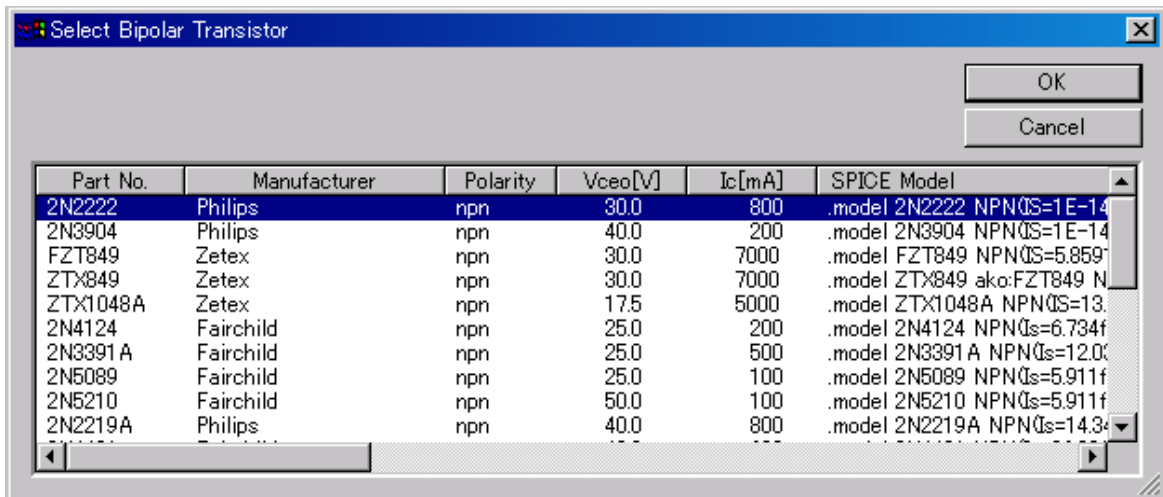 Select Bipolar Transistor
OK
Cancel
Part No. Manufacturer Polarity Vceo[V] Ic[mA] SPICE Model
2N2222 Philips npn 30.0 800 .model 2N2222 NPN(IS=1E-14
2N3904 Philips npn 40.0 200 .model 2N3904 NPN(IS=1E-14
FZT849 Zetex npn 30.0 7000 .model FZT849 NPN(IS=5.859
ZTX849 Zetex npn 30.0 7000 .model ZTX849 ako:FZT849 N
ZTX1048A Zetex npn 17.5 5000 .model ZTX1048A NPN(IS=13.
2N4124 Fairchild npn 25.0 200 .model 2N4124 NPN(Is=6.734f
2N3391A Fairchild npn 25.0 500 .model 2N3391A NPN(Is=12.0
2N5089 Fairchild npn 25.0 100 .model 2N5089 NPN(Is=5.911f
2N5210 Fairchild npn 50.0 100 .model 2N5210 NPN(Is=5.911f
2N2219A Philips npn 40.0 800 .model 2N2219A NPN(Is=14.34